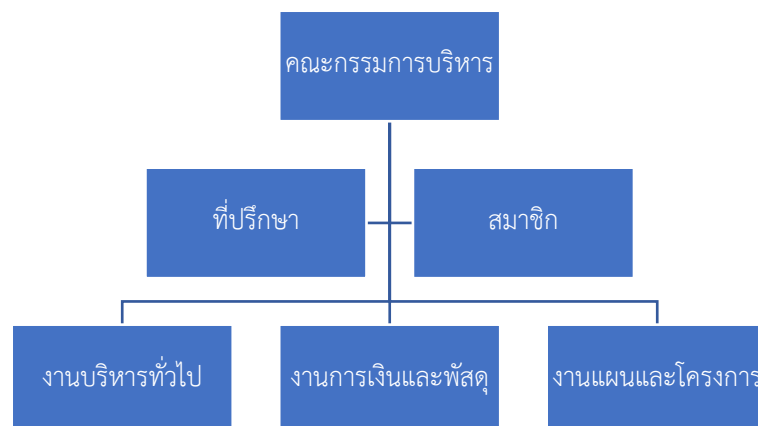 คณะกรรมการบริหาร
ที่ปรึกษา
สมาชิก
งานบริหารทั่วไป
งานการเงินและพัสดุ
งานแผนและโครงการ